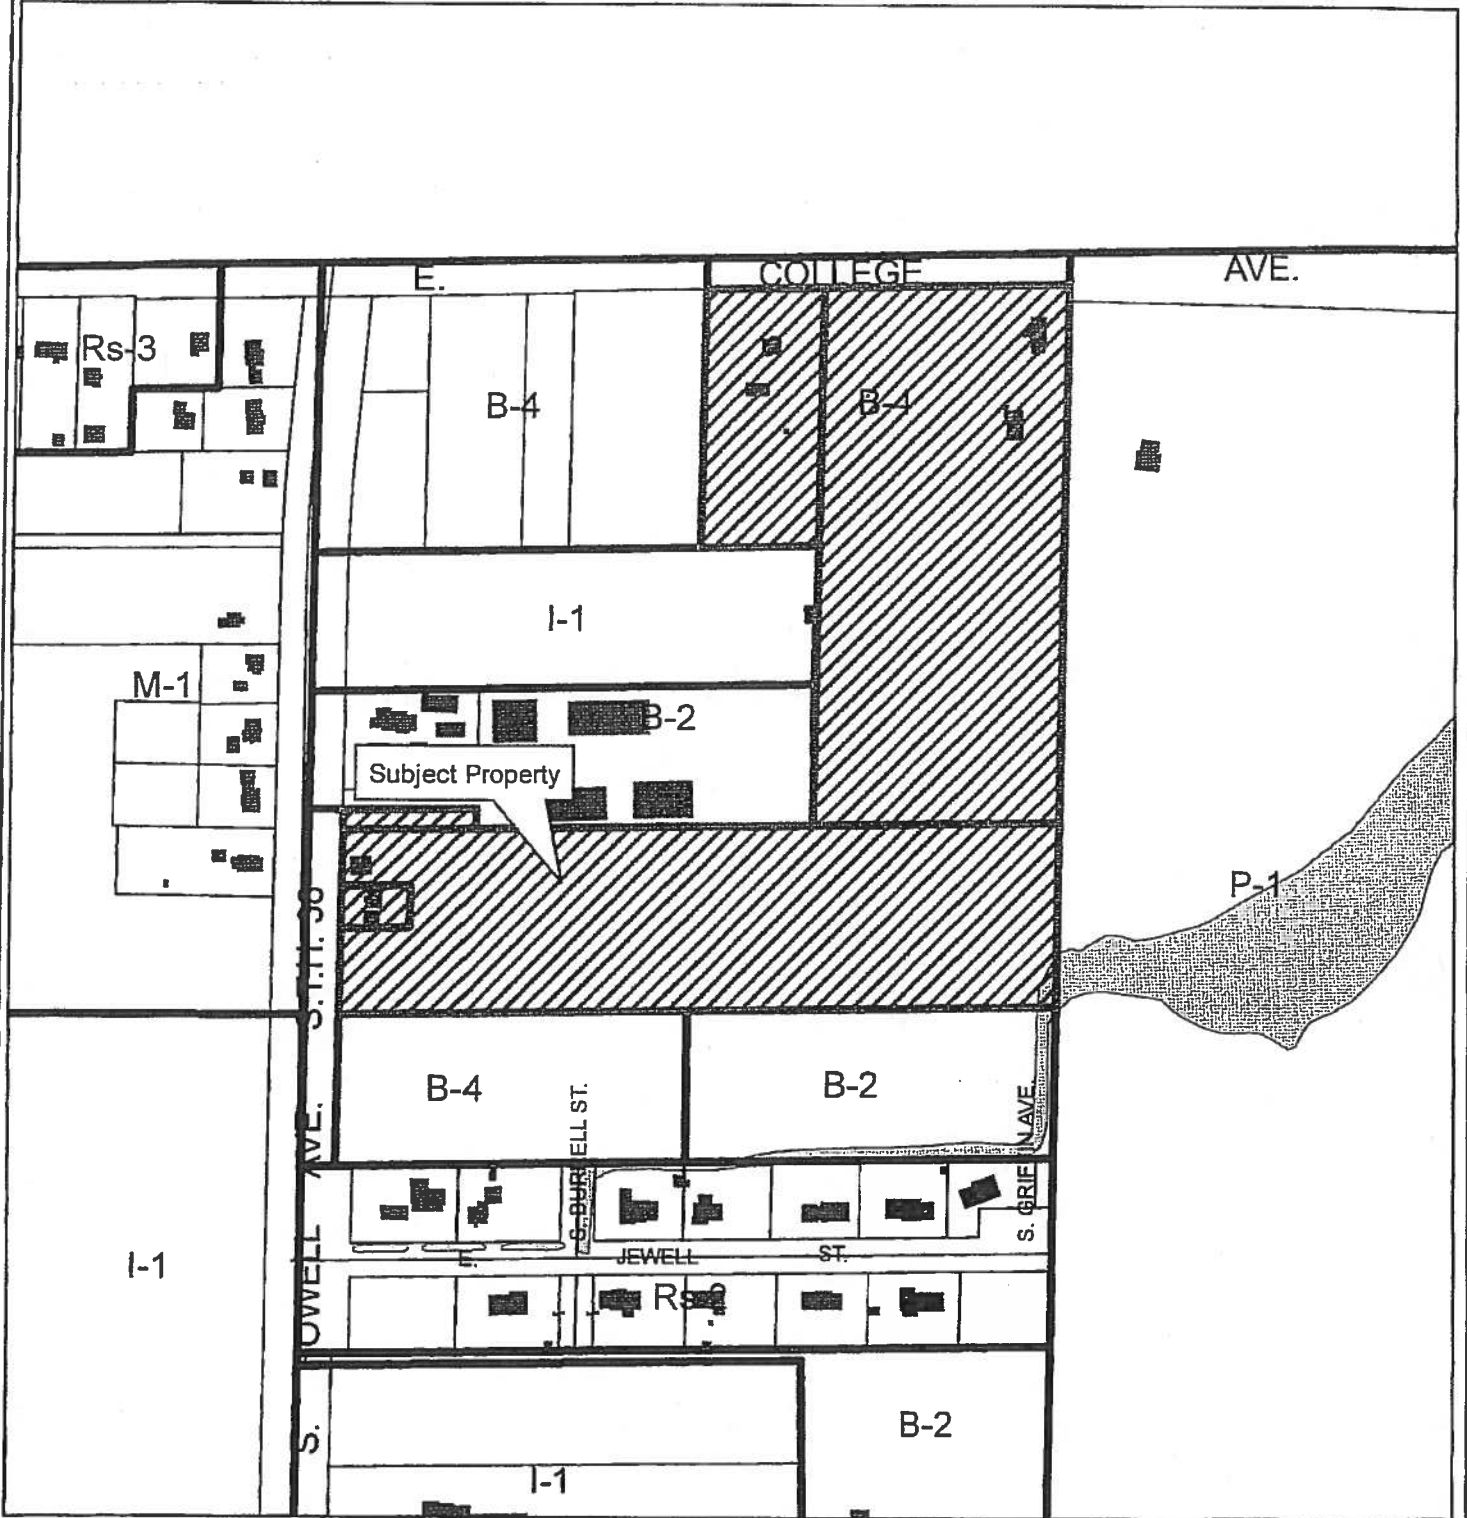 E. COLLEGE AVE.
Rs-3
B-4
B-4
I-1
M-1
B-2
Subject Property
P-1
S. OWELL AVE. S.T.H. 38
B-4
B-2
S. BURRELL ST.
S. GRIFFIN AVE.
E. JEWELL ST.
I-1
B-2
I-1